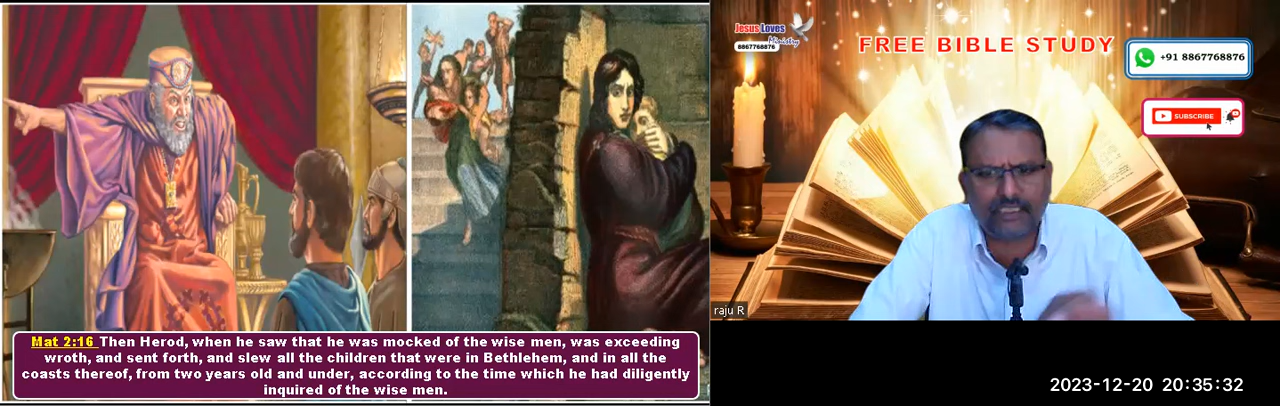 Mat 2:16 Then Herod, when he saw that he was mocked of the wise men, was exceeding
wroth, and sent forth, and slew all the children that were in Bethlehem, and in all the
coasts thereof, from two years old and under, according to the time which he had diligently
inquired of the wise men.
Jesus Loves
Ministry
8867768876
FREE BIBLE STUDY
+91 8867768876
SUBSCRIBE
raju R
2023-12-20 20:35:32